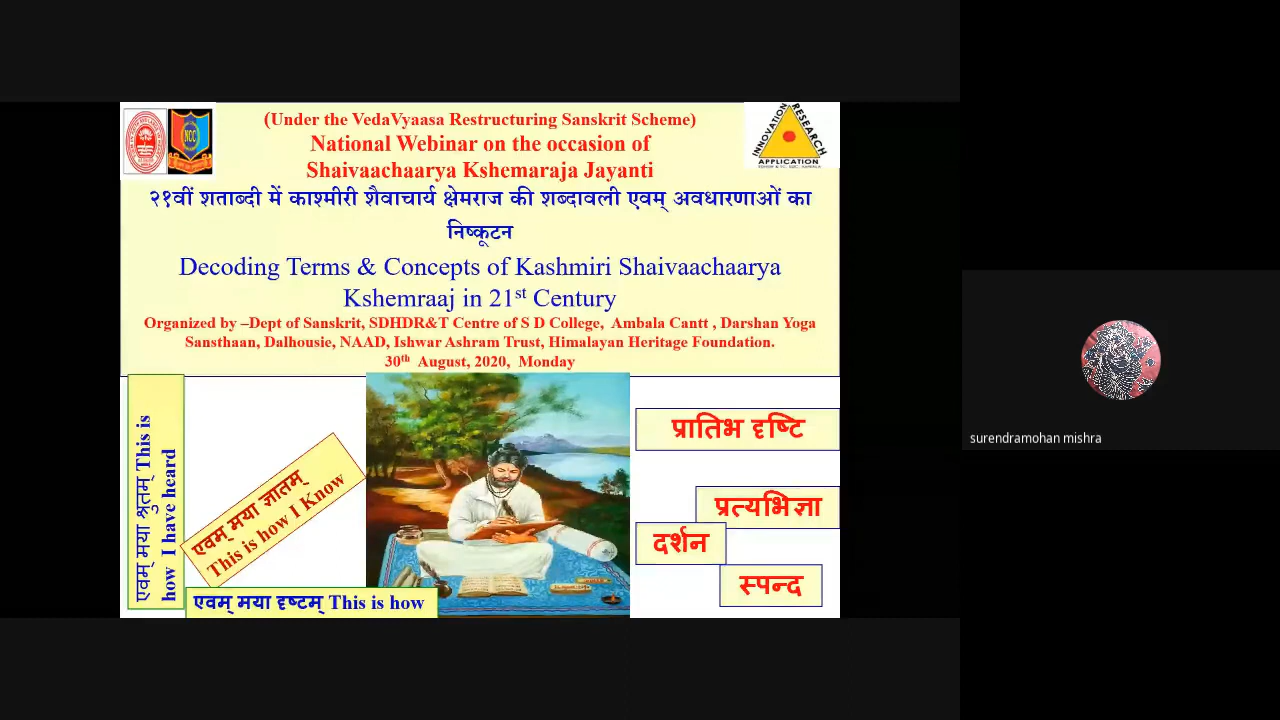 (Under the VedaVyaasa Restructuring Sanskrit Scheme)
National Webinar on the occasion of
Shaivaachaarya Kshemaraja Jayanti
२१वीं शताब्दी में काश्मीरी शैवाचार्य क्षेमराज की शब्दावली एवम् अवधारणाओं का
निष्कूटन
Decoding Terms & Concepts of Kashmiri Shaivaachaarya
Kshemraaj in 21st Century
Organized by –Dept of Sanskrit, SDHDR&T Centre of S D College, Ambala Cantt , Darshan Yoga
Sansthaan, Dalhousie, NAAD, Ishwar Ashram Trust, Himalayan Heritage Foundation.
30th August, 2020, Monday
NCC
INNOVATION
RESEARCH
APPLICATION
एवम् मया श्रुतम् This is
how I have heard
एवम् मया ज्ञातम्
This is how I Know
एवम् मया दृष्टम् This is how
प्रातिभ दृष्टि
प्रत्यभिज्ञा
दर्शन
स्पन्द
surendramohan mishra